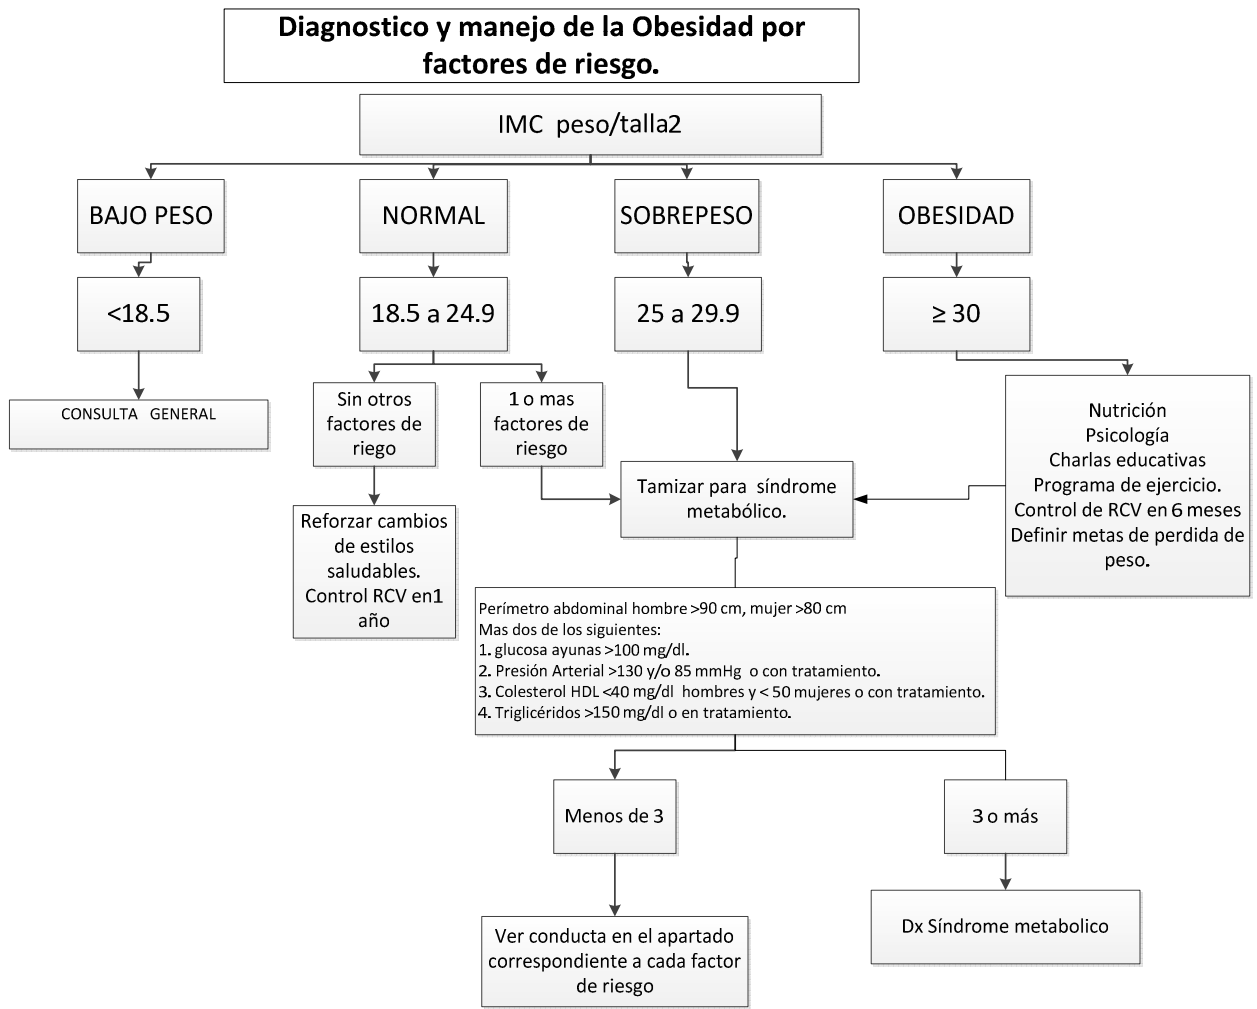 Diagnostico y manejo de la Obesidad por
factores de riesgo.
IMC peso/talla2
BAJO PESO
NORMAL
SOBREPESO
OBESIDAD
<18.5
18.5 a 24.9
25 a 29.9
≥ 30
CONSULTA GENERAL
Sin otros
factores de
riego
1 o mas
factores de
riesgo
Nutrición
Psicología
Charlas educativas
Programa de ejercicio.
Control de RCV en 6 meses
Definir metas de perdida de
peso.
Reforzar cambios
de estilos
saludables.
Control RCV en1
año
Tamizar para síndrome
metabólico.
Perímetro abdominal hombre >90 cm, mujer >80 cm
Mas dos de los siguientes:
1. glucosa ayunas >100 mg/dl.
2. Presión Arterial >130 y/o 85 mmHg o con tratamiento.
3. Colesterol HDL <40 mg/dl hombres y < 50 mujeres o con tratamiento.
4. Triglicéridos >150 mg/dl o en tratamiento.
Menos de 3
3 o más
Ver conducta en el apartado
correspondiente a cada factor
de riesgo
Dx Síndrome metabolico